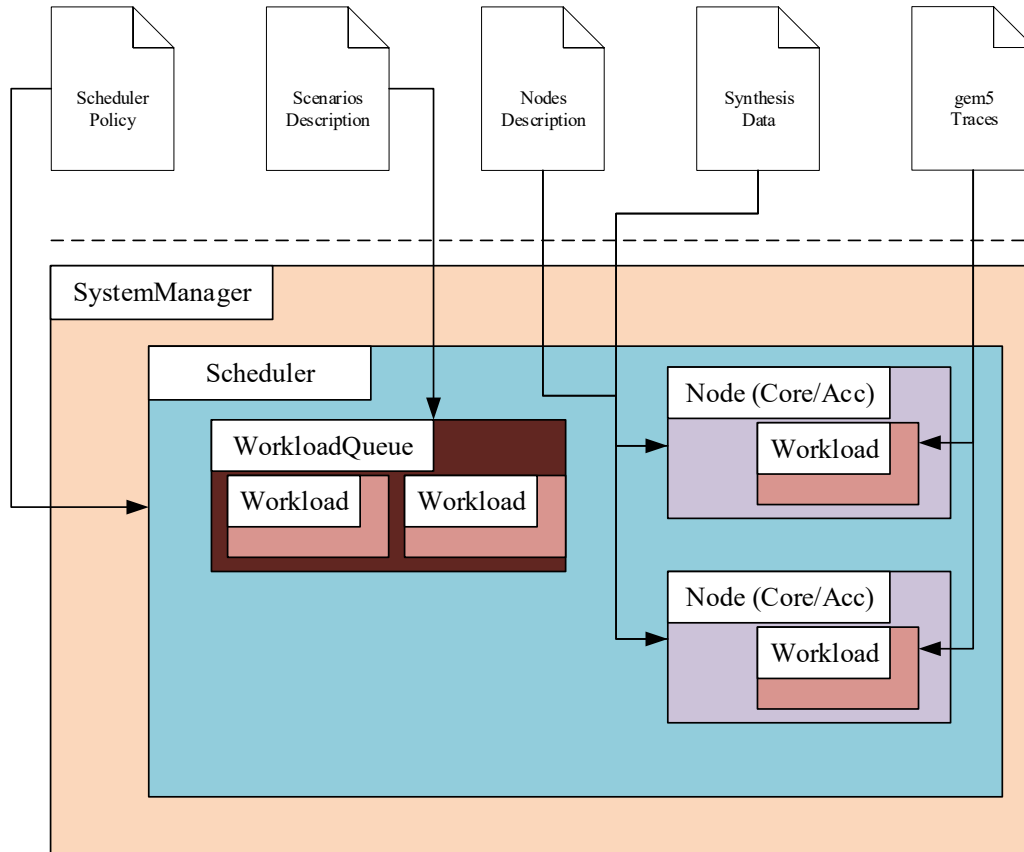 Scheduler
Policy
Scenarios
Description
Nodes
Description
Synthesis
Data
gem5
Traces
SystemManager
Scheduler
WorkloadQueue
Workload
Workload
Node (Core/Acc)
Workload
Node (Core/Acc)
Workload